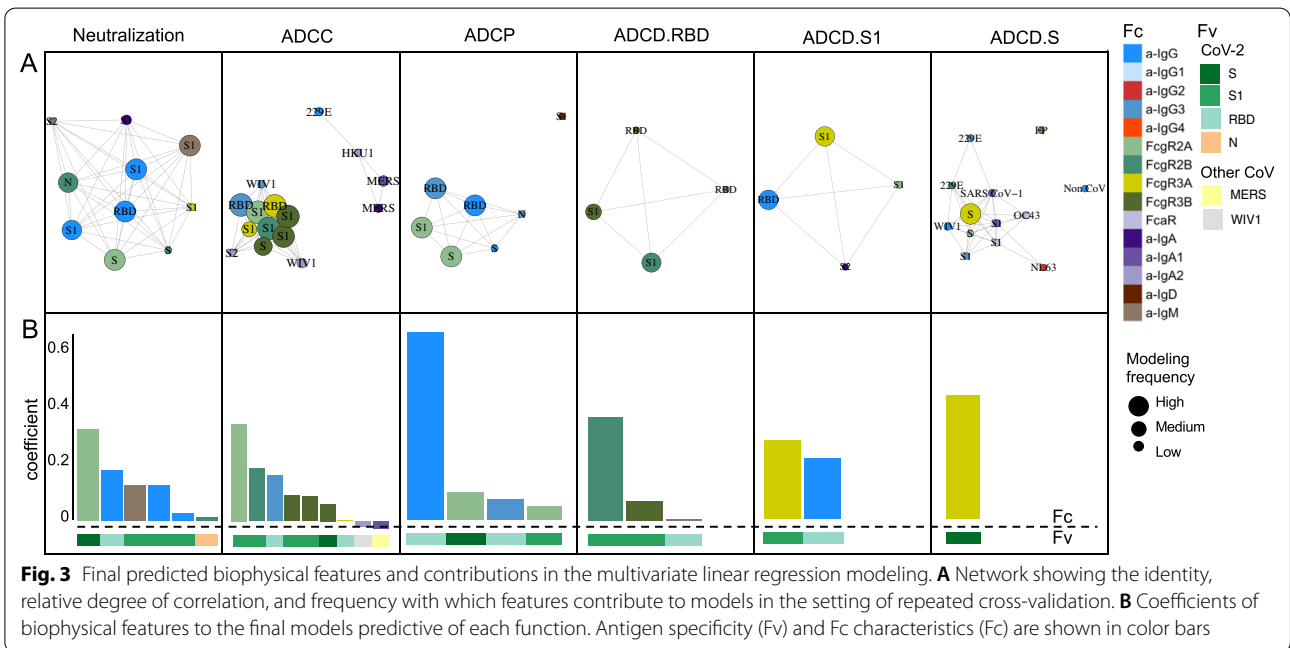 Neutralization
ADCC
ADCP
ADCD.RBD
ADCD.S1
ADCD.S
A
S2
S1
S1
N
RBD
S1
S1
S
S
229E
HKU1
MERS
MERS
WIV1
RBD
RBD
S1
S1
S1
S1
S1
S
S2
WIV1
RBD
RBD
N
S1
S
S
RBD
RBD
S1
S1
S1
RBD
S1
S2
229E
HP
229E
SARS CoV-1
Non.CoV
S
WIV1
S1
OC43
S
S1
S1
NL63
B
coefficient
0.6
0.4
0.2
0
Fc
Fv
Fc
a-IgG
a-IgG1
a-IgG2
a-IgG3
a-IgG4
FcgR2A
FcgR2B
FcgR3A
FcgR3B
FcaR
a-IgA
a-IgA1
a-IgA2
a-IgD
a-IgM
Fv
CoV-2
S
S1
RBD
N
Other CoV
MERS
WIV1
Modeling
frequency
High
Medium
Low
Fig. 3 Final predicted biophysical features and contributions in the multivariate linear regression modeling. A Network showing the identity,
relative degree of correlation, and frequency with which features contribute to models in the setting of repeated cross-validation. B Coefficients of
biophysical features to the final models predictive of each function. Antigen specificity (Fv) and Fc characteristics (Fc) are shown in color bars